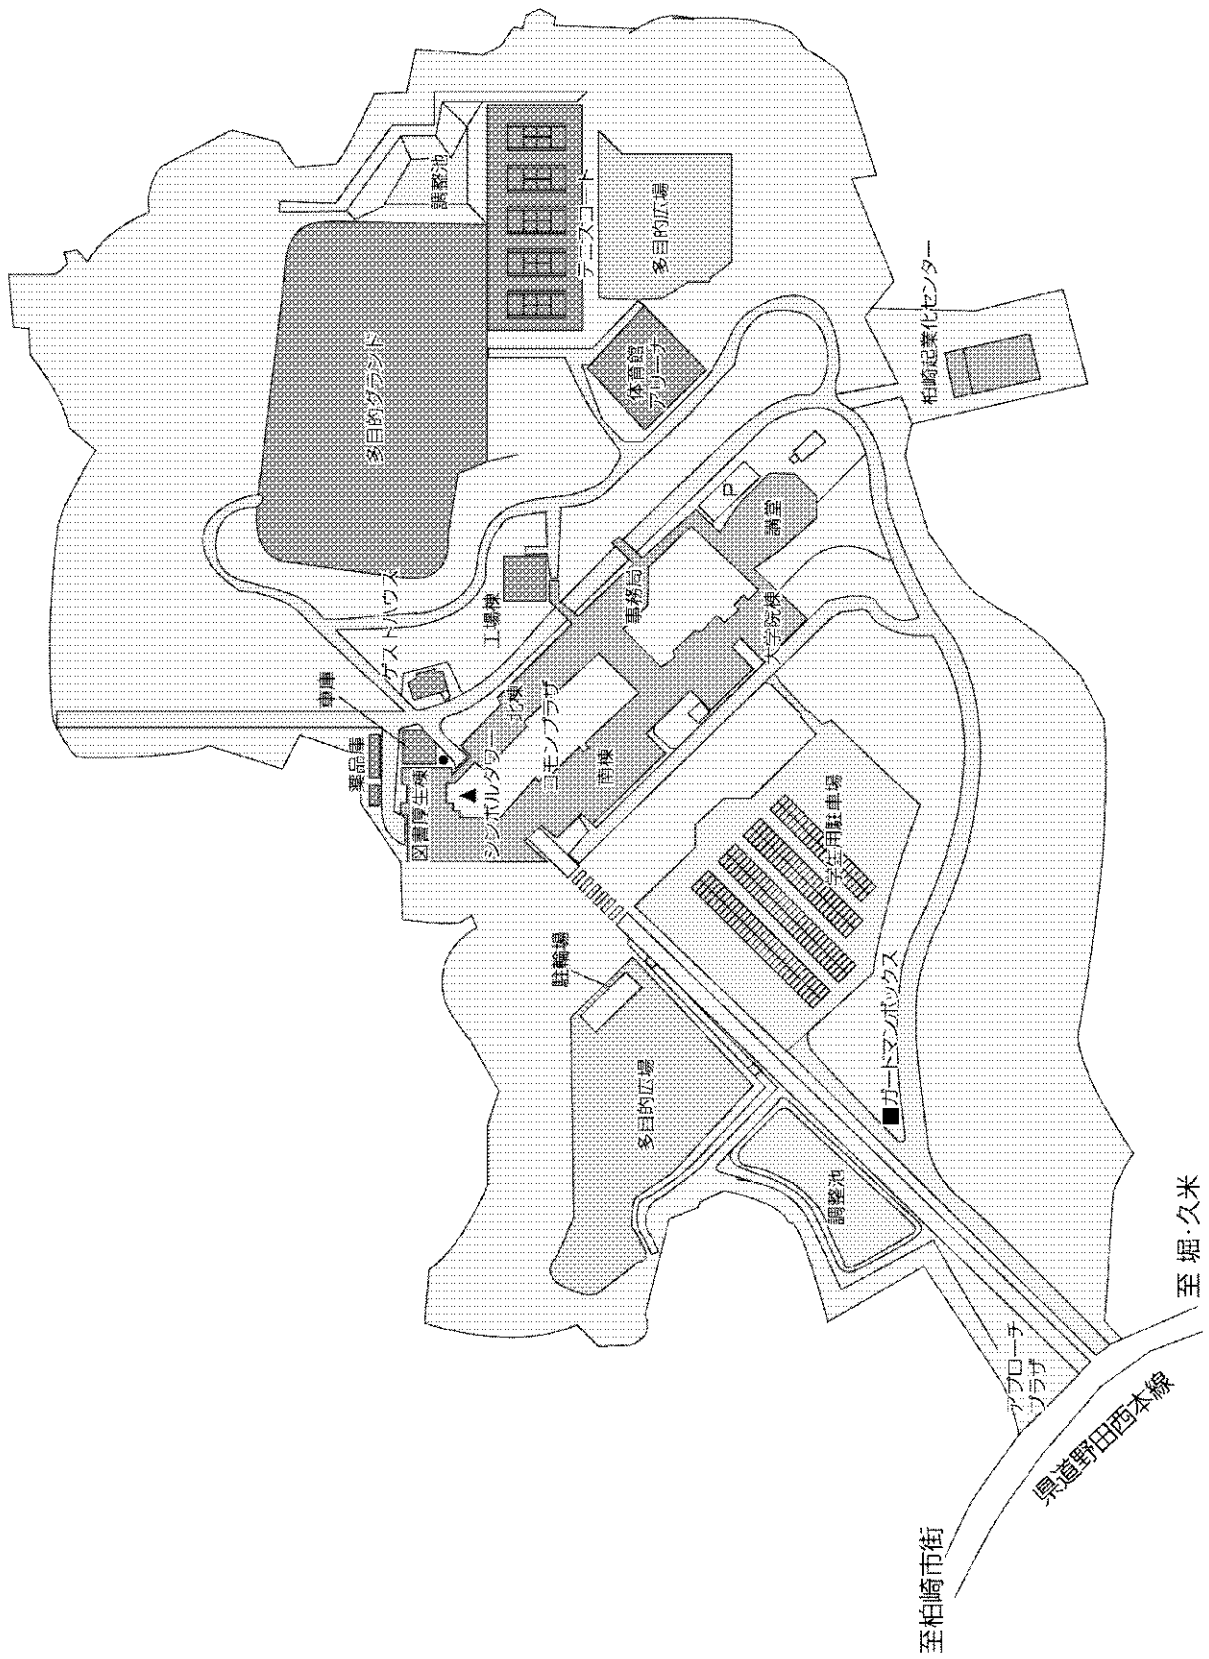 調整池
テニスコート
多目的広場
多目的グランド
体育館
アリーナ
柏崎起業化センター
P
講堂
事務局
大学院棟
工場棟
ゲストハウス
北棟
コモンプラザ
南棟
シンボルタワー
車庫
薬品庫
図書厚生棟
学生用駐車場
駐輪場
多目的広場
ガードマンボックス
調整池
アプローチ
プラザ
県道野田西本線
至 堀・久米
至柏崎市街